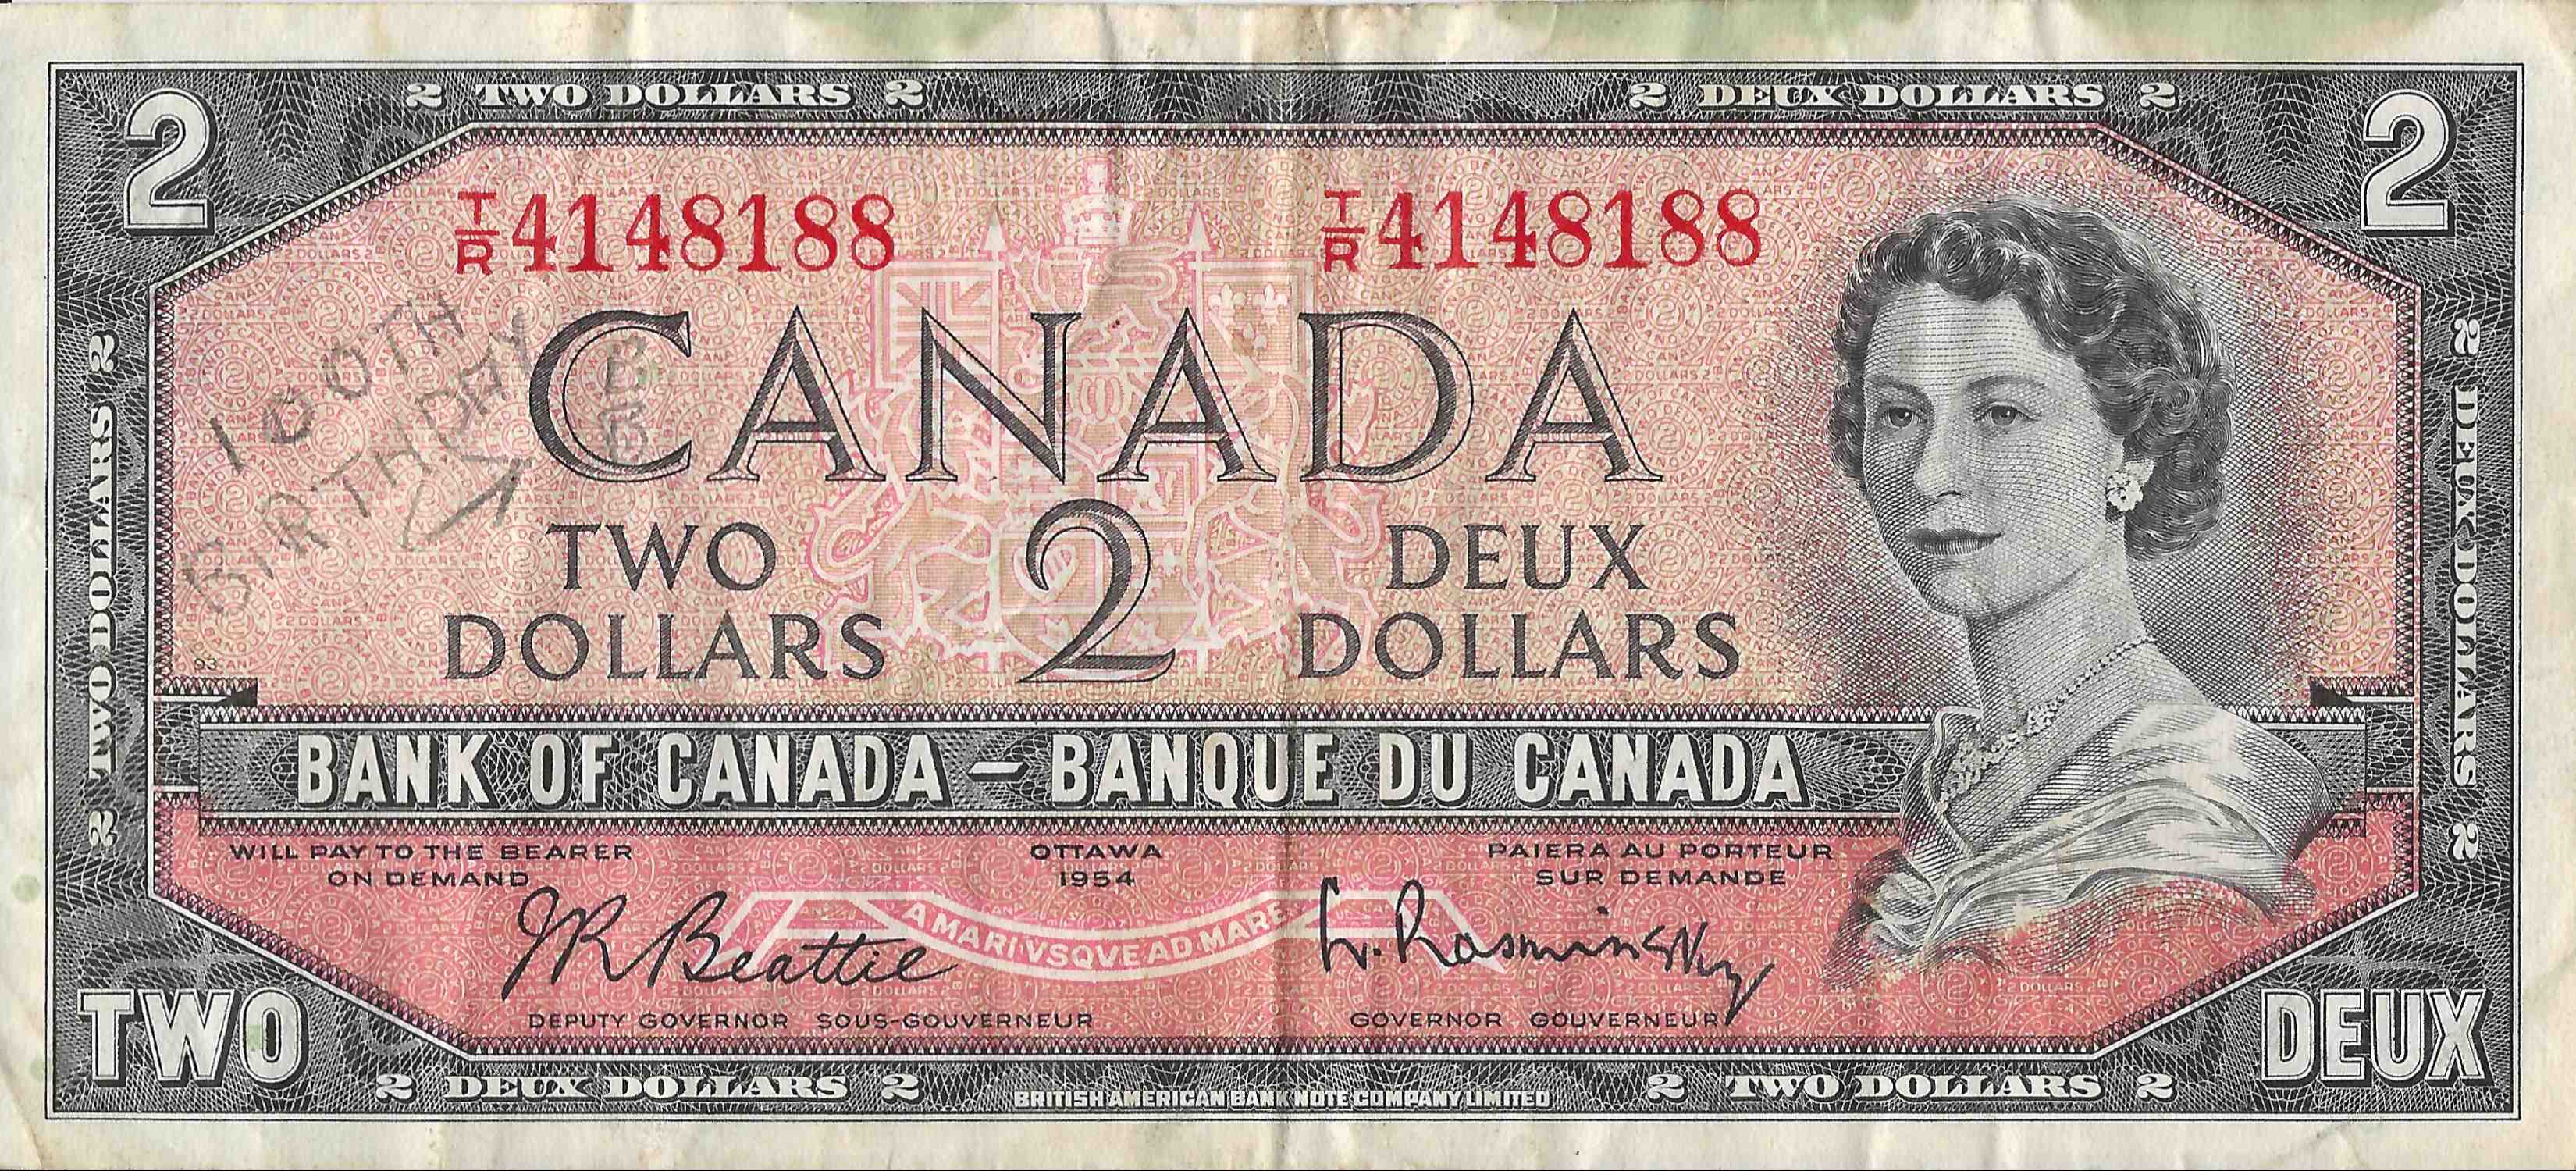 2 TWO DOLLARS 2
2 DEUX DOLLARS 2
2
2
T/R 4148188
T/R 4148188
100TH
BIRTHDAY
CANADA
TWO
DOLLARS
2
DEUX
DOLLARS
2 TWO DOLLARS 2
2 DEUX DOLLARS 2
93
BANK OF CANADA – BANQUE DU CANADA
WILL PAY TO THE BEARER
ON DEMAND
OTTAWA
1954
PAIERA AU PORTEUR
SUR DEMANDE
A MARI VSQVE AD MARE
JR Beattie
L. Rasminsky
DEPUTY GOVERNOR SOUS-GOUVERNEUR
GOVERNOR GOUVERNEUR
TWO
DEUX
2 DEUX DOLLARS 2
BRITISH AMERICAN BANK NOTE COMPANY, LIMITED
2 TWO DOLLARS 2